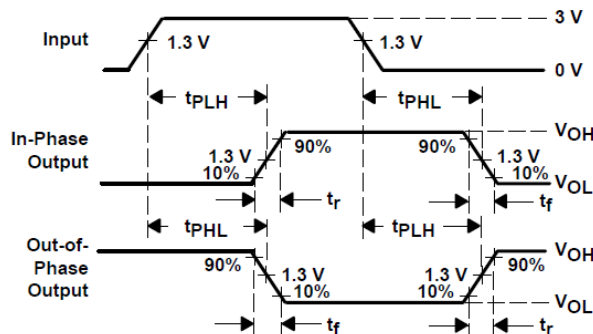 3 V
Input
1.3 V
1.3 V
0 V
tPLH
tPHL
In-Phase
Output
VOH
90%
90%
1.3 V
1.3 V
10%
10%
VOL
tr
tf
tPHL
tPLH
Out-of-
Phase
Output
VOH
90%
90%
1.3 V
1.3 V
10%
10%
VOL
tf
tr